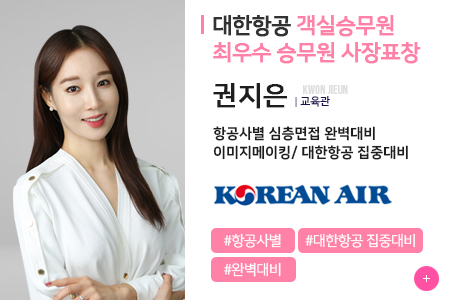 대한항공 객실승무원
최우수 승무원 사장표창
권지은 KWON JIEUN
| 교육관
항공사별 심층면접 완벽대비
이미지메이킹/ 대한항공 집중대비
KOREAN AIR
#항공사별 #대한항공 집중대비
#완벽대비
+